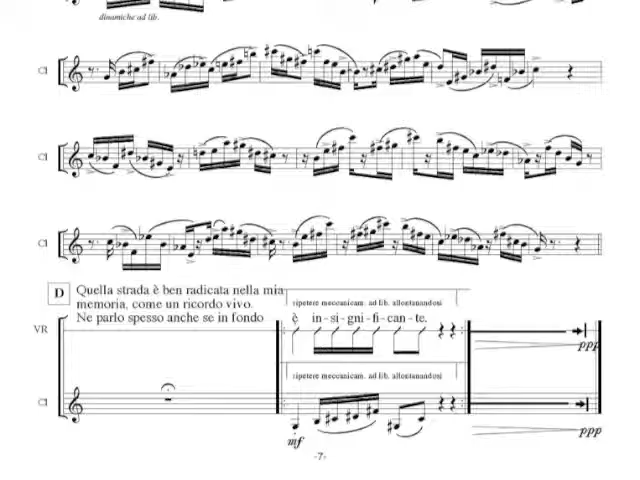 dinamiche ad lib.
Cl
Cl
Cl
D
Quella strada è ben radicata nella mia
memoria, come un ricordo vivo.
Ne parlo spesso anche se in fondo
ripetere meccanicam. ad lib. allontanandosi
VR
è in-si-gni-fi-can-te.
ppp
ripetere meccanicam. ad lib. allontanandosi
Cl
mf
ppp
-7-